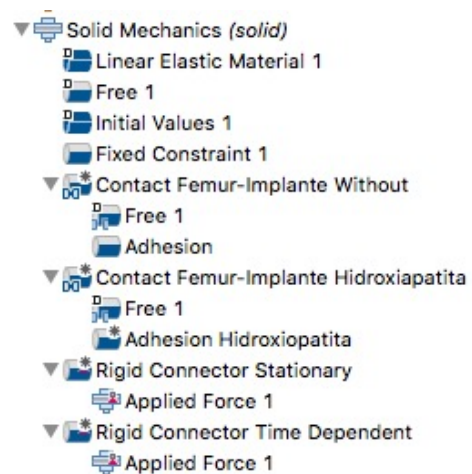 Solid Mechanics (solid)
Linear Elastic Material 1
Free 1
Initial Values 1
Fixed Constraint 1
Contact Femur-Implante Without
Free 1
Adhesion
Contact Femur-Implante Hidroxiapatita
Free 1
Adhesion Hidroxiopatita
Rigid Connector Stationary
Applied Force 1
Rigid Connector Time Dependent
Applied Force 1